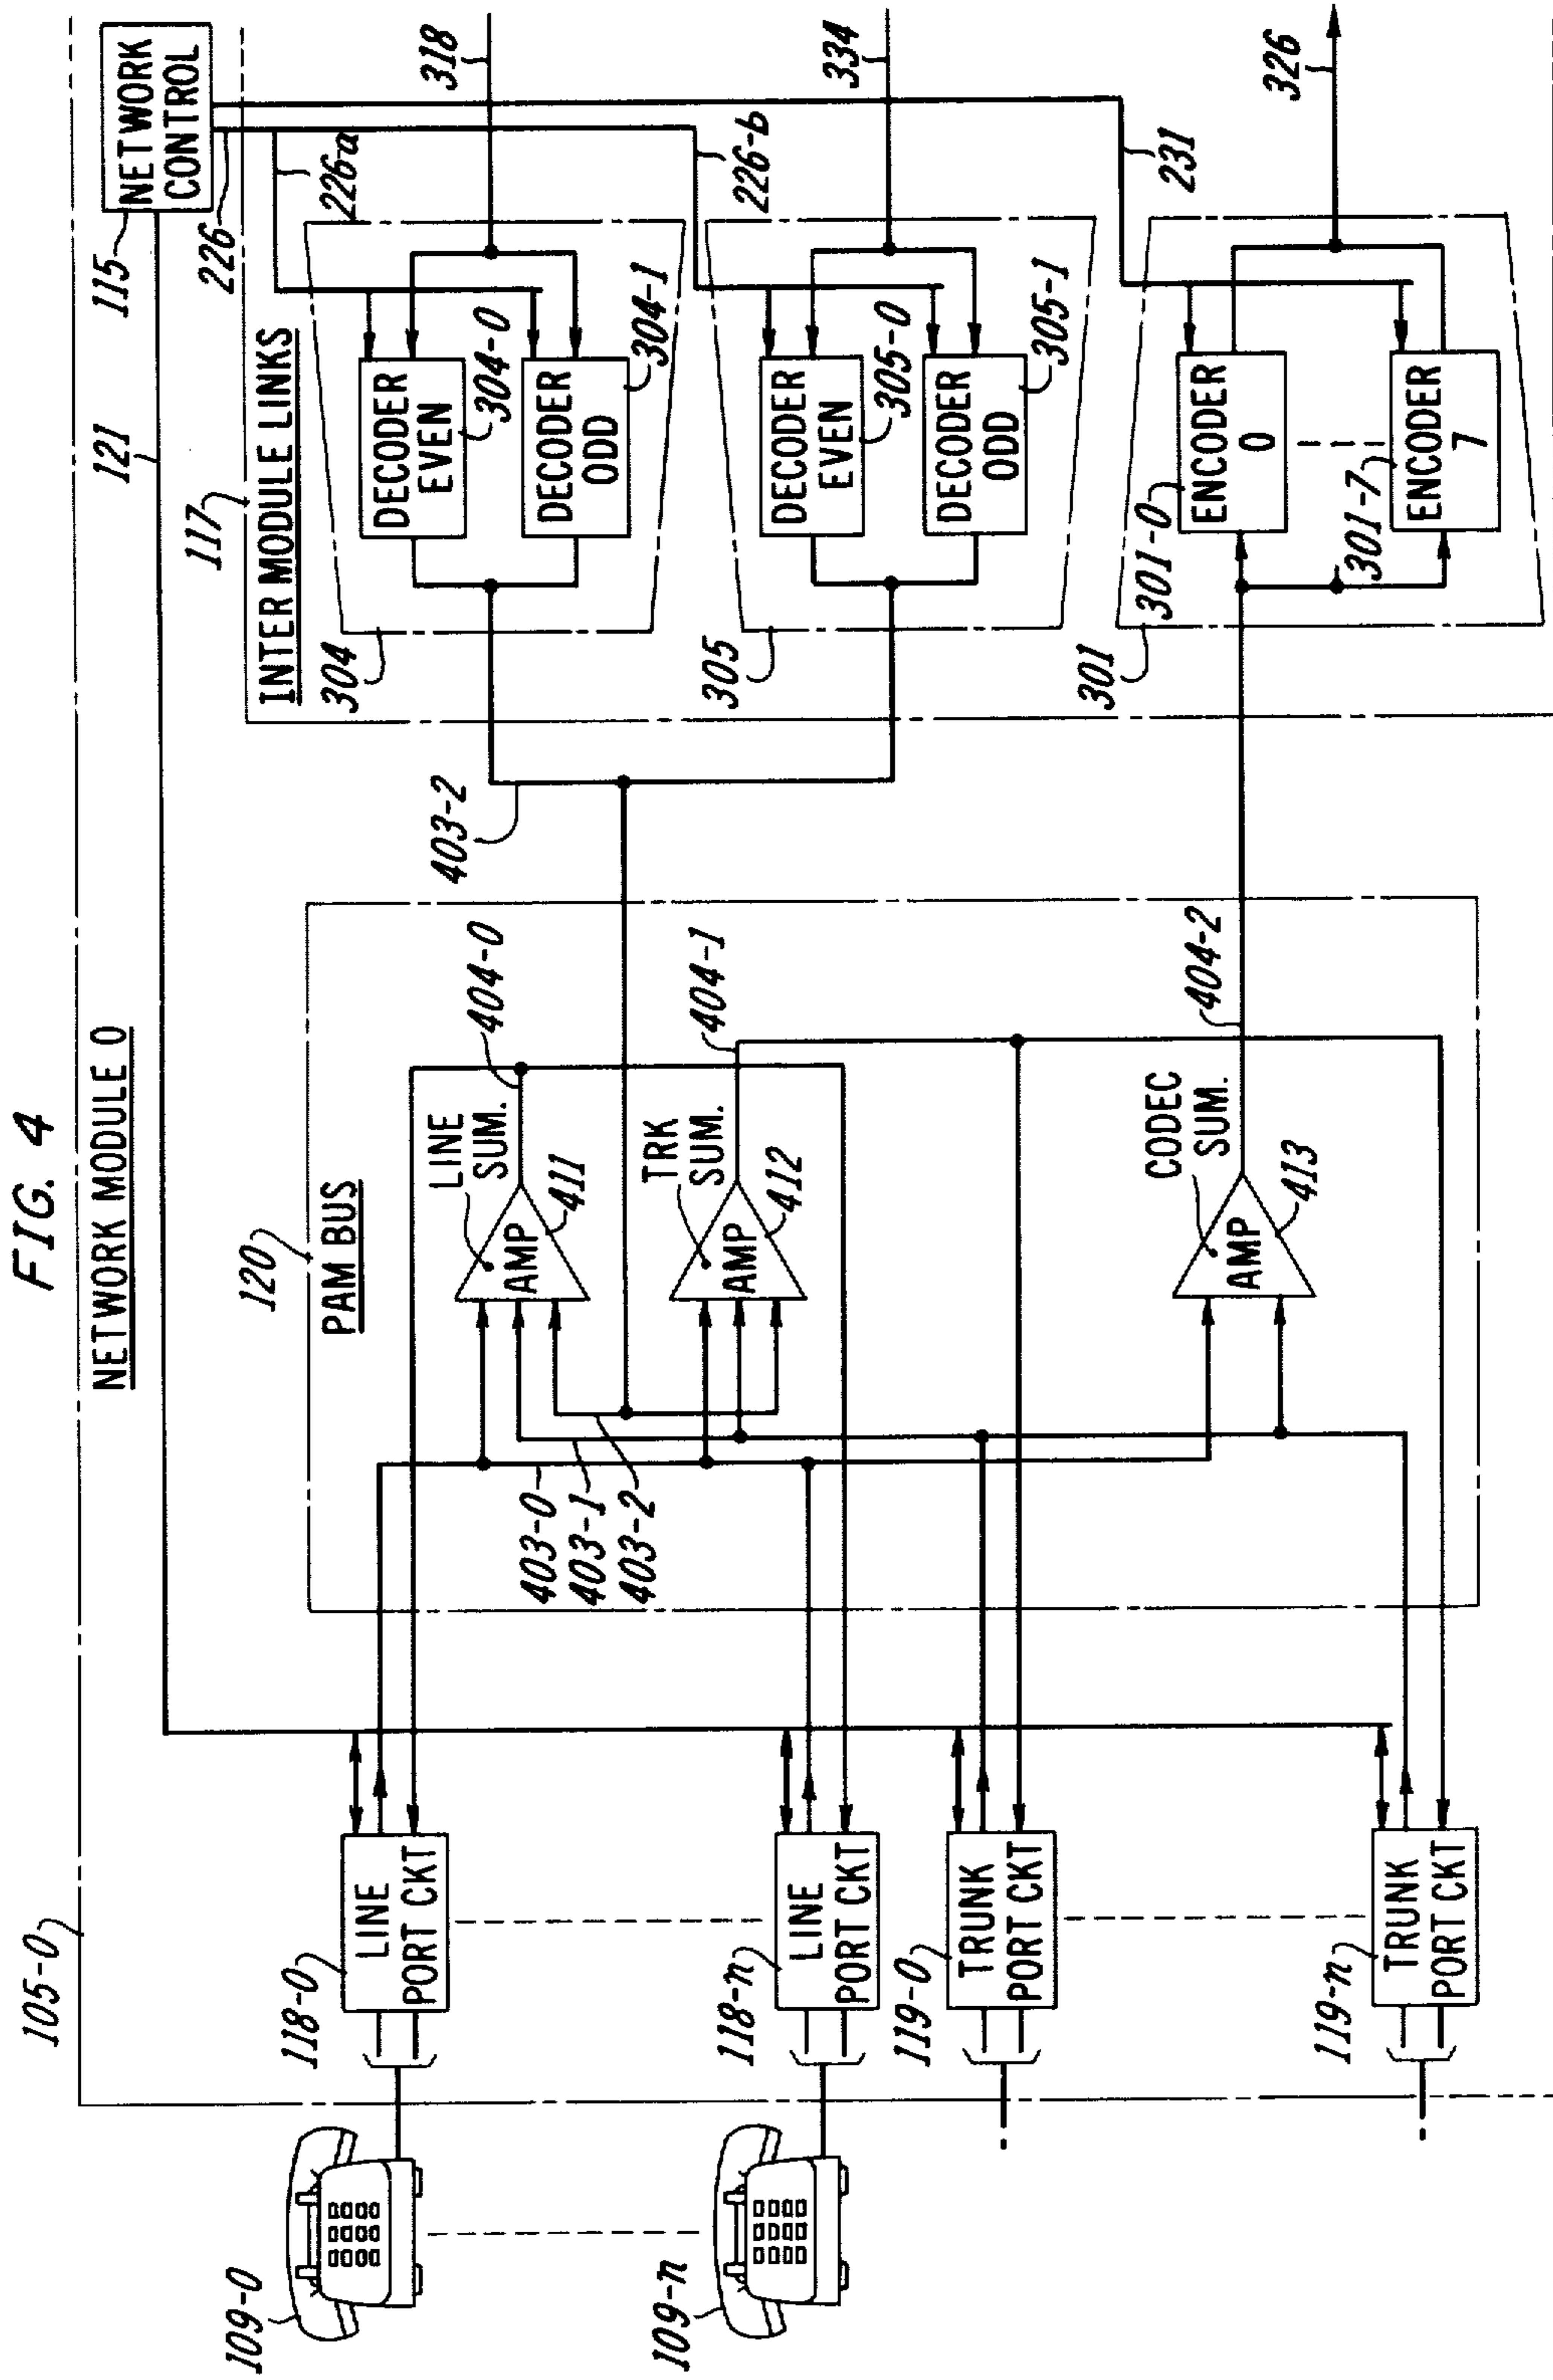 FIG. 4
NETWORK MODULE 0
105-0
121
115
NETWORK
CONTROL
226
226a
226-b
231
117
INTER MODULE LINKS
120
PAM BUS
109-0
109-n
118-0
LINE
PORT CKT
118-n
LINE
PORT CKT
119-0
TRUNK
PORT CKT
119-n
TRUNK
PORT CKT
403-0
403-1
403-2
LINE
SUM.
AMP
411
404-0
TRK
SUM.
AMP
412
404-1
CODEC
SUM.
AMP
413
404-2
403-2
304
DECODER
EVEN
304-0
DECODER
ODD
304-1
318
305
DECODER
EVEN
305-0
DECODER
ODD
305-1
334
301
301-0
ENCODER
0
301-7
ENCODER
7
326